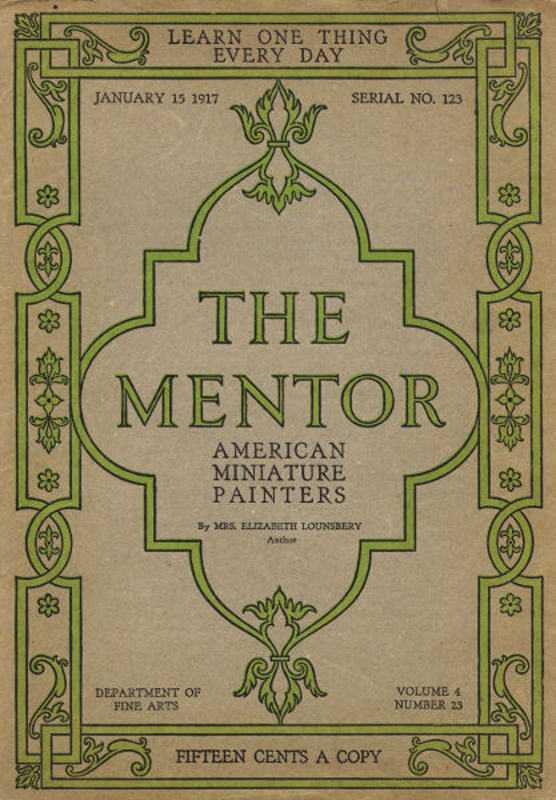 LEARN ONE THING
EVERY DAY
JANUARY 15 1917
SERIAL NO. 123
THE
MENTOR
AMERICAN
MINIATURE
PAINTERS
By MRS. ELIZABETH LOUNSBERY
Author
DEPARTMENT OF
FINE ARTS
VOLUME 4
NUMBER 23
FIFTEEN CENTS A COPY